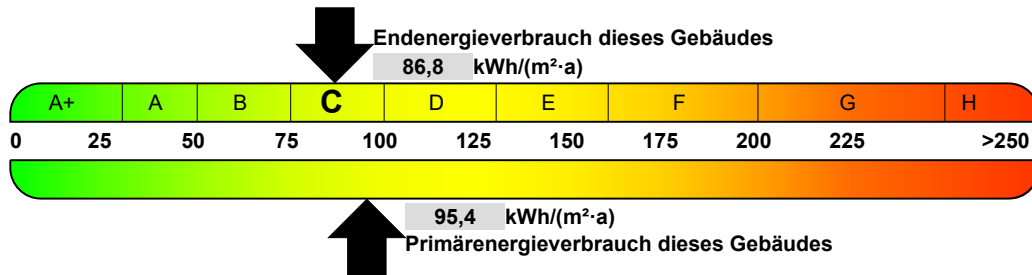 Endenergieverbrauch dieses Gebäudes
86,8 kWh/(m²·a)
A+ A B C D E F G H
0 25 50 75 100 125 150 175 200 225 >250
95,4 kWh/(m²·a)
Primärenergieverbrauch dieses Gebäudes